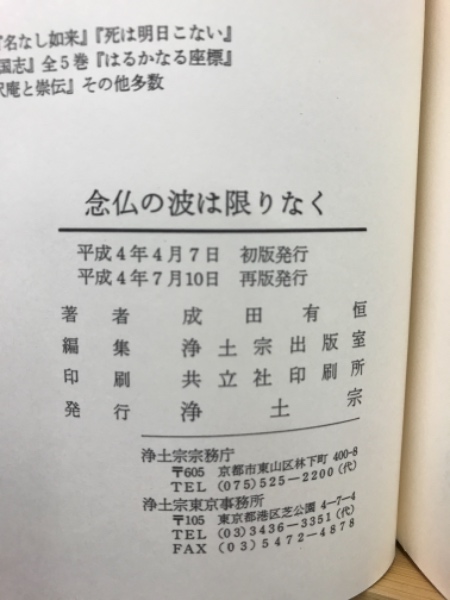 名なし如来』『死は明日こない』
国志』全5巻『はるかなる座標』
庵と崇伝』その他多数
念仏の波は限りなく
平成4年4月7日 初版発行
平成4年7月10日 再版発行
著者 成田有恒
編集 浄土宗出版室
印刷 共立社印刷所
発行 浄土宗
浄土宗宗務庁
〒605 京都市東山区林下町 400-8
TEL (075)525-2200(代)
浄土宗東京事務所
〒105 東京都港区芝公園 4-7-4
TEL (03)3436-3351(代)
FAX (03)5472-4878